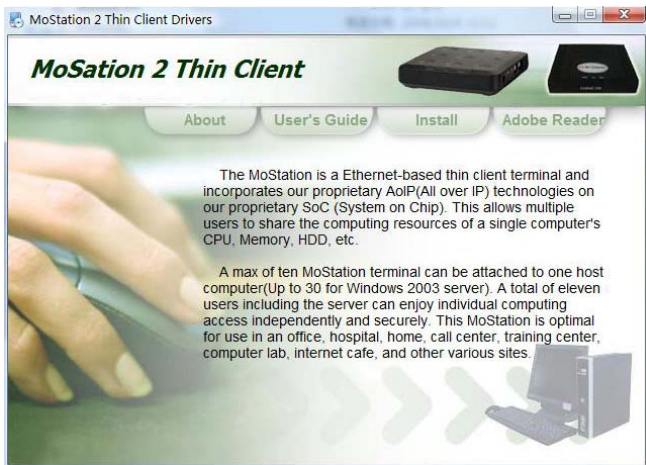 MoStation 2 Thin Client Drivers
MoSation 2 Thin Client
About User's Guide Install Adobe Reader
The MoStation is a Ethernet-based thin client terminal and
incorporates our proprietary AoIP(All over IP) technologies on
our proprietary SoC (System on Chip). This allows multiple
users to share the computing resources of a single computer's
CPU, Memory, HDD, etc.
A max of ten MoStation terminal can be attached to one host
computer(Up to 30 for Windows 2003 server). A total of eleven
users including the server can enjoy individual computing
access independently and securely. This MoStation is optimal
for use in an office, hospital, home, call center, training center,
computer lab, internet cafe, and other various sites.